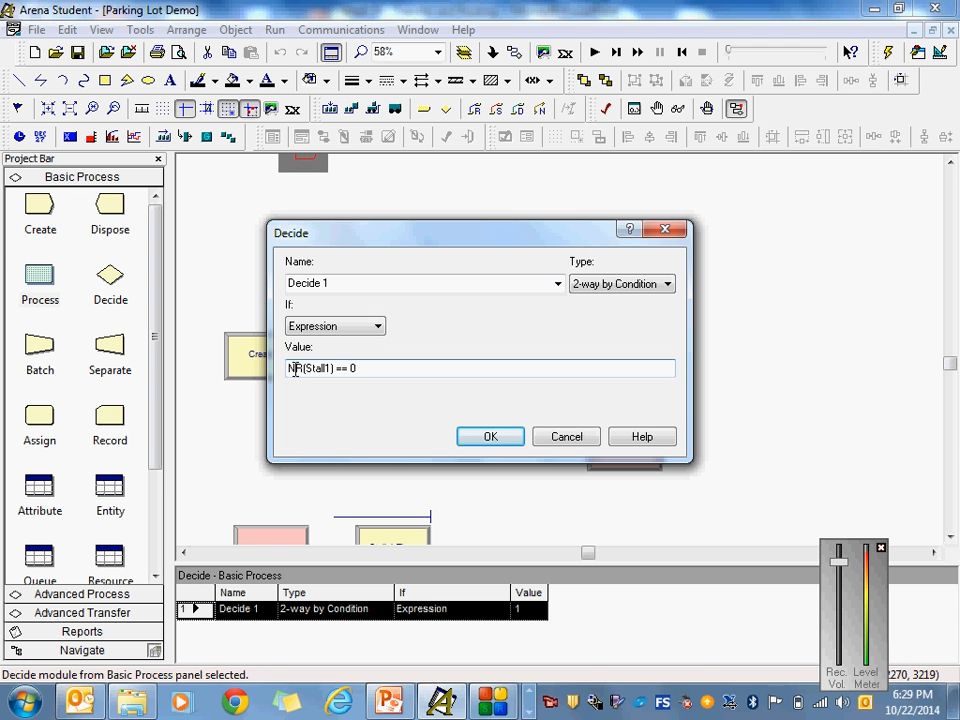 Arena Student - [Parking Lot Demo]
File Edit View Tools Arrange Object Run Communications Window Help
58%
Project Bar
Basic Process
Create
Dispose
Process
Decide
Batch
Separate
Assign
Record
Attribute
Entity
Queue
Resource
Advanced Process
Advanced Transfer
Reports
Navigate
Decide
Name:
Type:
Decide 1
2-way by Condition
If:
Expression
Value:
NR(Stall1) == 0
OK
Cancel
Help
Decide - Basic Process
Name Type If Value
1 Decide 1 2-way by Condition Expression 1
Rec. Vol.
Level Meter
Decide module from Basic Process panel selected.
2270, 3219)
6:29 PM
10/22/2014